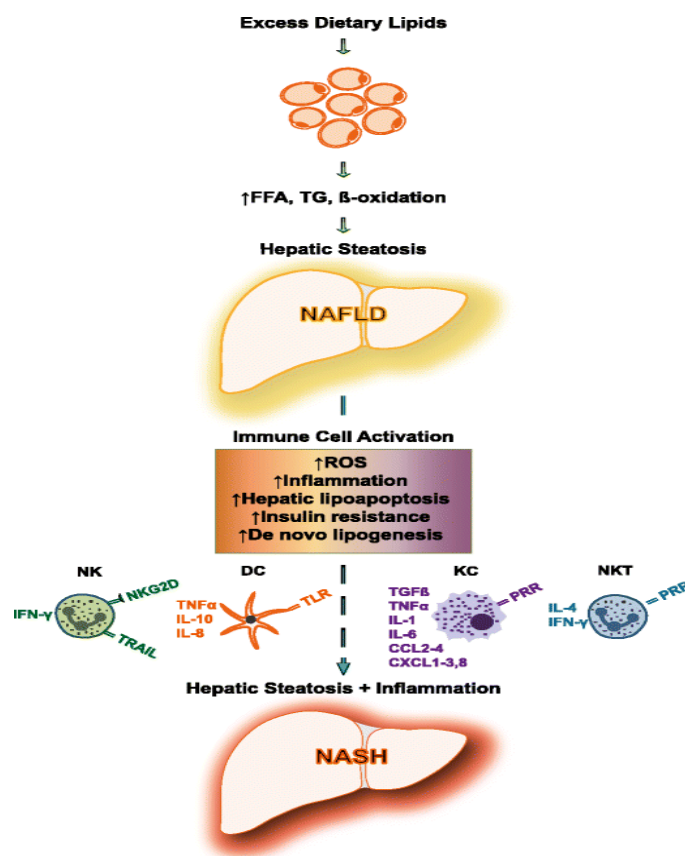 Excess Dietary Lipids
↑FFA, TG, ß-oxidation
Hepatic Steatosis
NAFLD
Immune Cell Activation
↑ROS
↑Inflammation
↑Hepatic lipoapoptosis
↑Insulin resistance
↑De novo lipogenesis
NK
NKG2D
IFN-γ
TRAIL
DC
TNFα
IL-10
IL-8
TLR
KC
TGFß
TNFα
IL-1
IL-6
CCL2-4
CXCL1-3,8
PRR
NKT
IL-4
IFN-γ
PRR
Hepatic Steatosis + Inflammation
NASH